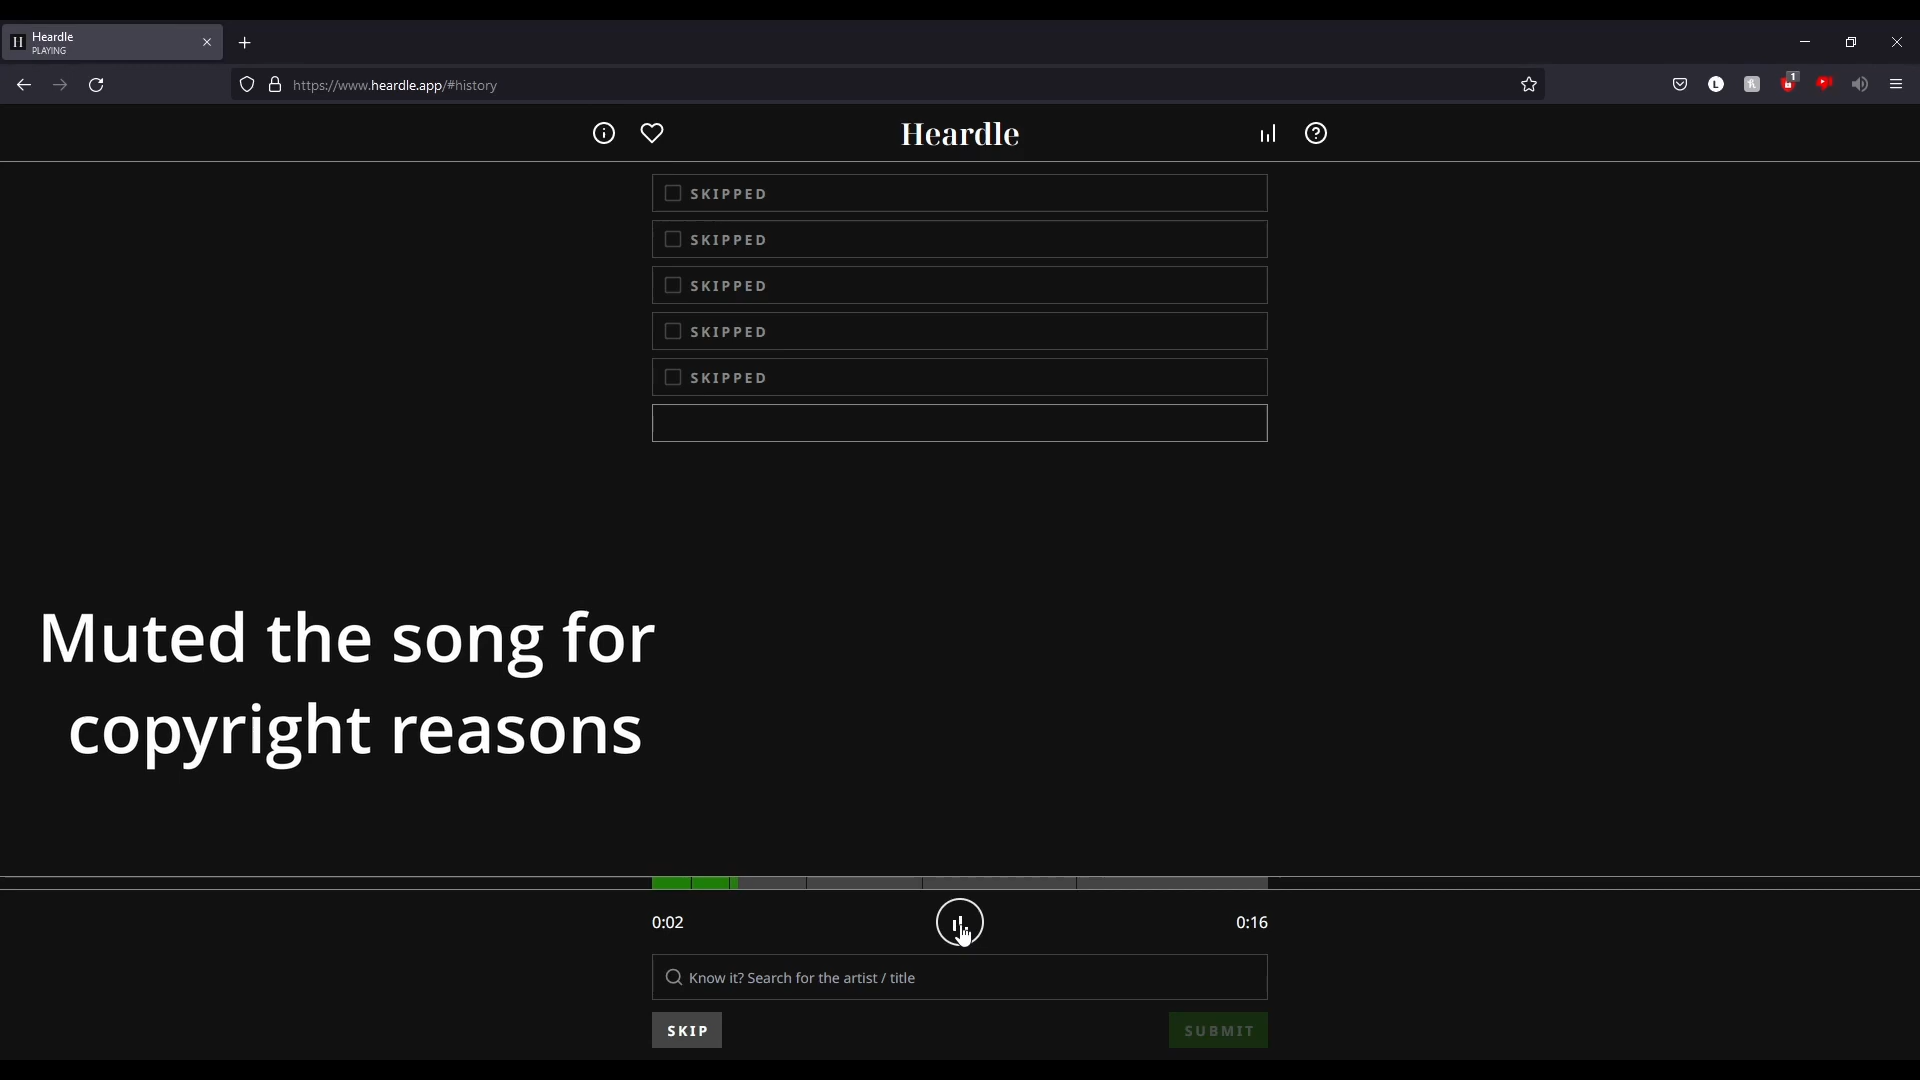 Heardle
PLAYING
https://www.heardle.app/#history
1
Heardle
SKIPPED
SKIPPED
SKIPPED
SKIPPED
SKIPPED
Muted the song for
copyright reasons
0:02
0:16
Know it? Search for the artist / title
SKIP
SUBMIT